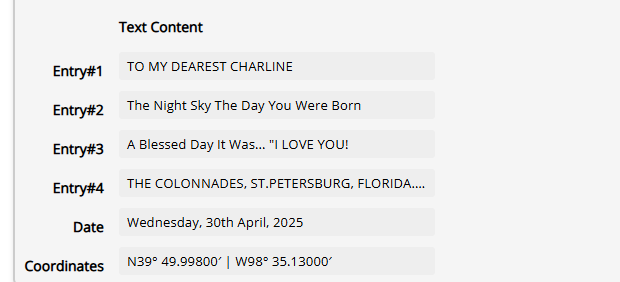 Text Content
Entry#1 TO MY DEAREST CHARLINE
Entry#2 The Night Sky The Day You Were Born
Entry#3 A Blessed Day It Was... "I LOVE YOU!
Entry#4 THE COLONNADES, ST.PETERSBURG, FLORIDA....
Date Wednesday, 30th April, 2025
Coordinates N39° 49.99800′ | W98° 35.13000′